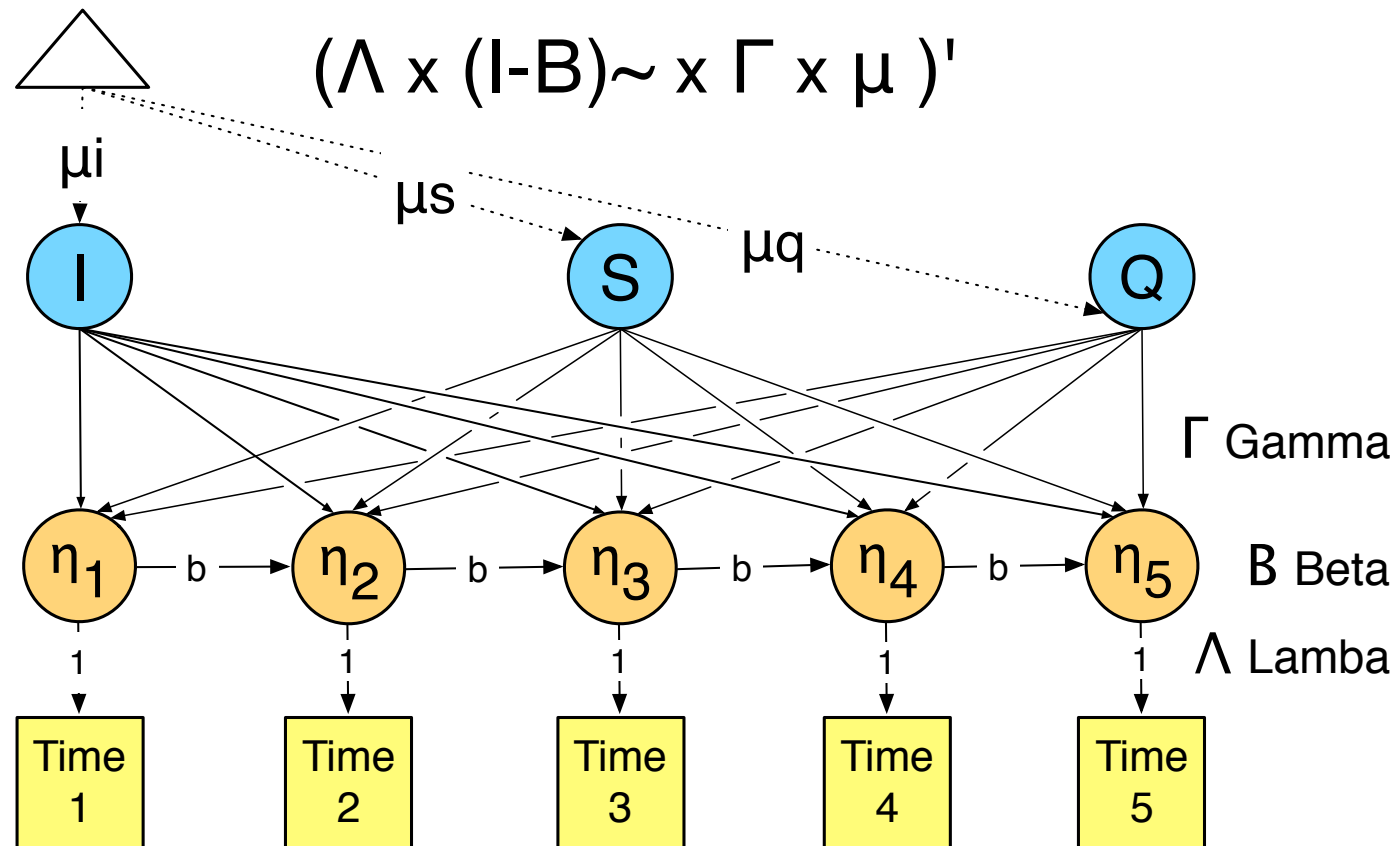 (Λ x (I-B)~ x Γ x μ )'
μi
μs
μq
I S Q
Γ Gamma
η1 b η2 b η3 b η4 b η5
B Beta
1 1 1 1 1
Λ Lamba
Time Time Time Time Time
1 2 3 4 5